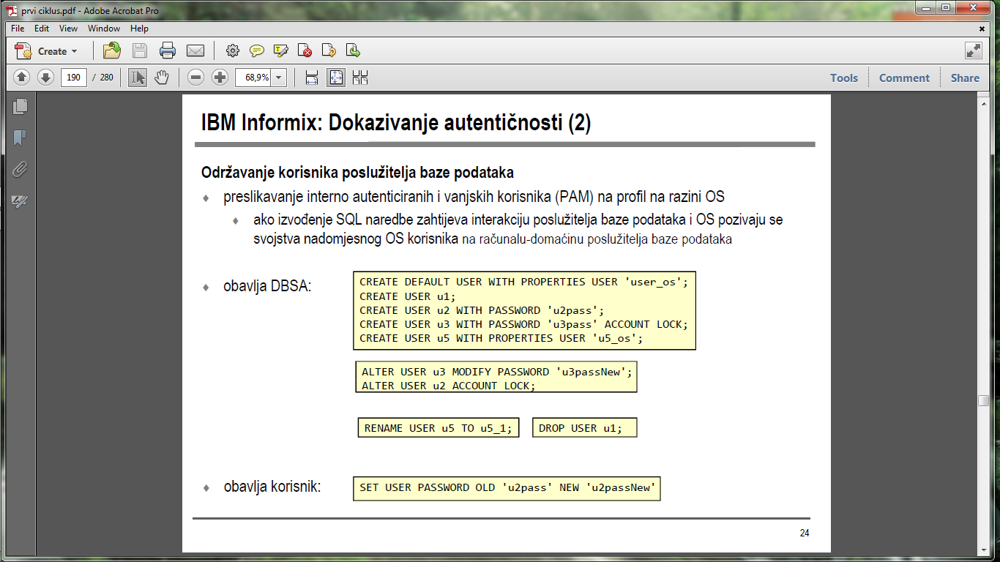 prvi ciklus.pdf - Adobe Acrobat Pro
File Edit View Window Help
Create
190 / 280 68,9% Tools Comment Share
IBM Informix: Dokazivanje autentičnosti (2)
Održavanje korisnika poslužitelja baze podataka
preslikavanje interno autenticiranih i vanjskih korisnika (PAM) na profil na razini OS
ako izvođenje SQL naredbe zahtijeva interakciju poslužitelja baze podataka i OS pozivaju se
svojstva nadomjesnog OS korisnika na računalu-domaćinu poslužitelja baze podataka
obavlja DBSA:
CREATE DEFAULT USER WITH PROPERTIES USER 'user_os';
CREATE USER u1;
CREATE USER u2 WITH PASSWORD 'u2pass';
CREATE USER u3 WITH PASSWORD 'u3pass' ACCOUNT LOCK;
CREATE USER u5 WITH PROPERTIES USER 'u5_os';
ALTER USER u3 MODIFY PASSWORD 'u3passNew';
ALTER USER u2 ACCOUNT LOCK;
RENAME USER u5 TO u5_1; DROP USER u1;
obavlja korisnik:
SET USER PASSWORD OLD 'u2pass' NEW 'u2passNew'
24